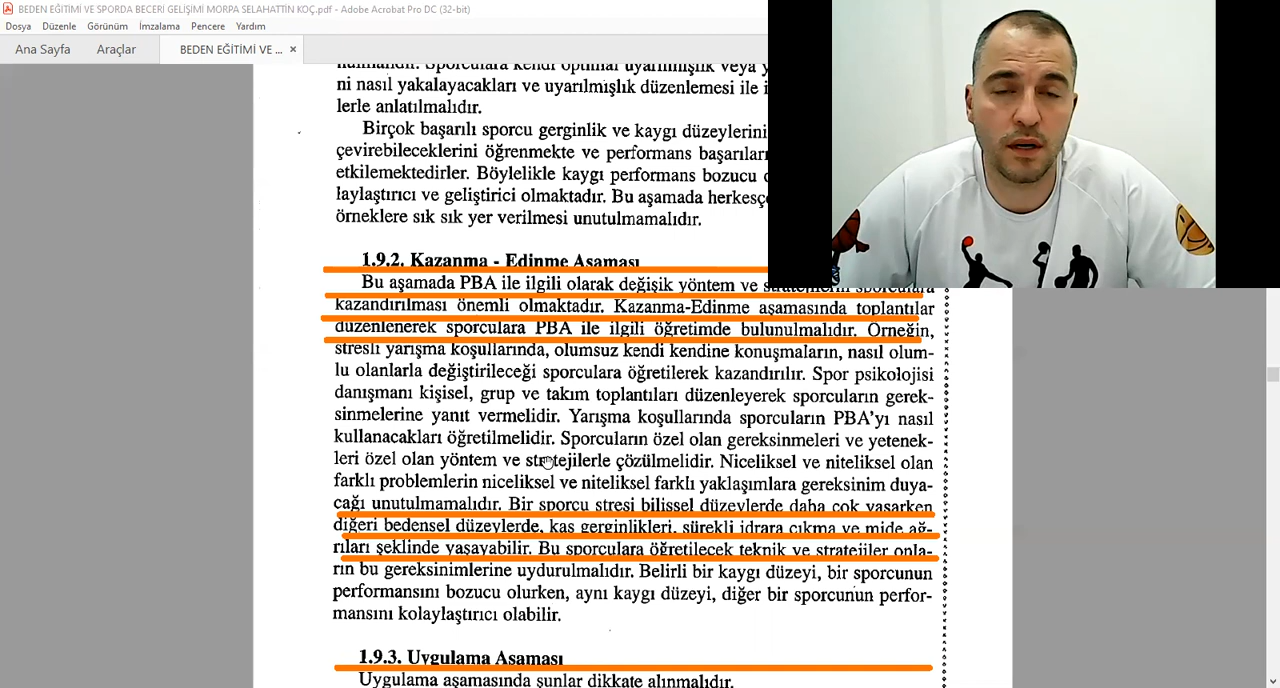 BEDEN EĞİTİMİ VE SPORDA BECERİ GELİŞİMİ MORPA SELAHATTİN KOÇ.pdf - Adobe Acrobat Pro DC (32-bit)
Dosya Düzenle Görünüm İmzalama Pencere Yardım
Ana Sayfa Araçlar BEDEN EĞİTİMİ VE ... ×
Sporculara kendi optimal uyarılmışlık veya
ni nasıl yakalayacakları ve uyarılmışlık düzenlemesi ile
lerle anlatılmalıdır.
Birçok başarılı sporcu gerginlik ve kaygı düzeylerini
çevirebileceklerini öğrenmekte ve performans
etkilemektedirler. Böylelikle kaygı performans bozucu
laylaştırıcı ve geliştirici olmaktadır. Bu aşamada
örneklere sık sık yer verilmesi unutulmamalıdır.
1.9.2. Kazanma - Edinme Aşaması
Bu aşamada PBA ile ilgili olarak değişik yöntem ve stratejilerin sporculara
kazandırılması önemli olmaktadır. Kazanma-Edinme aşamasında toplantılar
düzenlenerek sporculara PBA ile ilgili öğretimde bulunulmalıdır. Örneğin,
stresli yarışma koşullarında, olumsuz kendi kendine konuşmaların, nasıl olum-
lu olanlarla değiştirileceği sporculara öğretilerek kazandırılır. Spor psikolojisi
danışmanı kişisel, grup ve takım toplantıları düzenleyerek sporcuların gerek-
sinmelerine yanıt vermelidir. Yarışma koşullarında sporcuların PBA'yı nasıl
kullanacakları öğretilmelidir. Sporcuların özel olan gereksinmeleri ve yetenek-
leri özel olan yöntem ve stratejilerle çözülmelidir. Niceliksel ve niteliksel olan
farklı problemlerin niceliksel ve niteliksel farklı yaklaşımlara gereksinim duya-
cağı unutulmamalıdır. Bir sporcu stresi bilişsel düzeylerde daha çok yaşarken
diğeri bedensel düzeylerde, kas gerginlikleri, sürekli idrara çıkma ve mide ağ-
rıları şeklinde yaşayabilir. Bu sporculara öğretilecek teknik ve stratejiler onla-
rın bu gereksinimlerine uydurulmalıdır. Belirli bir kaygı düzeyi, bir sporcunun
performansını bozucu olurken, aynı kaygı düzeyi, diğer bir sporcunun perfor-
mansını kolaylaştırıcı olabilir.
1.9.3. Uygulama Aşaması
Uygulama aşamasında şunlar dikkate alınmalıdır.